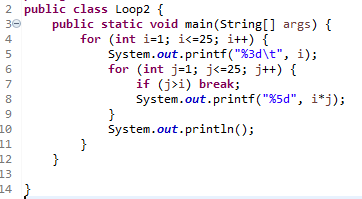 2 public class Loop2 {
3 public static void main(String[] args) {
4 for (int i=1; i<=25; i++) {
5 System.out.printf("%3d\t", i);
6 for (int j=1; j<=25; j++) {
7 if (j>i) break;
8 System.out.printf("%5d", i*j);
9 }
10 System.out.println();
11 }
12 }
13
14 }